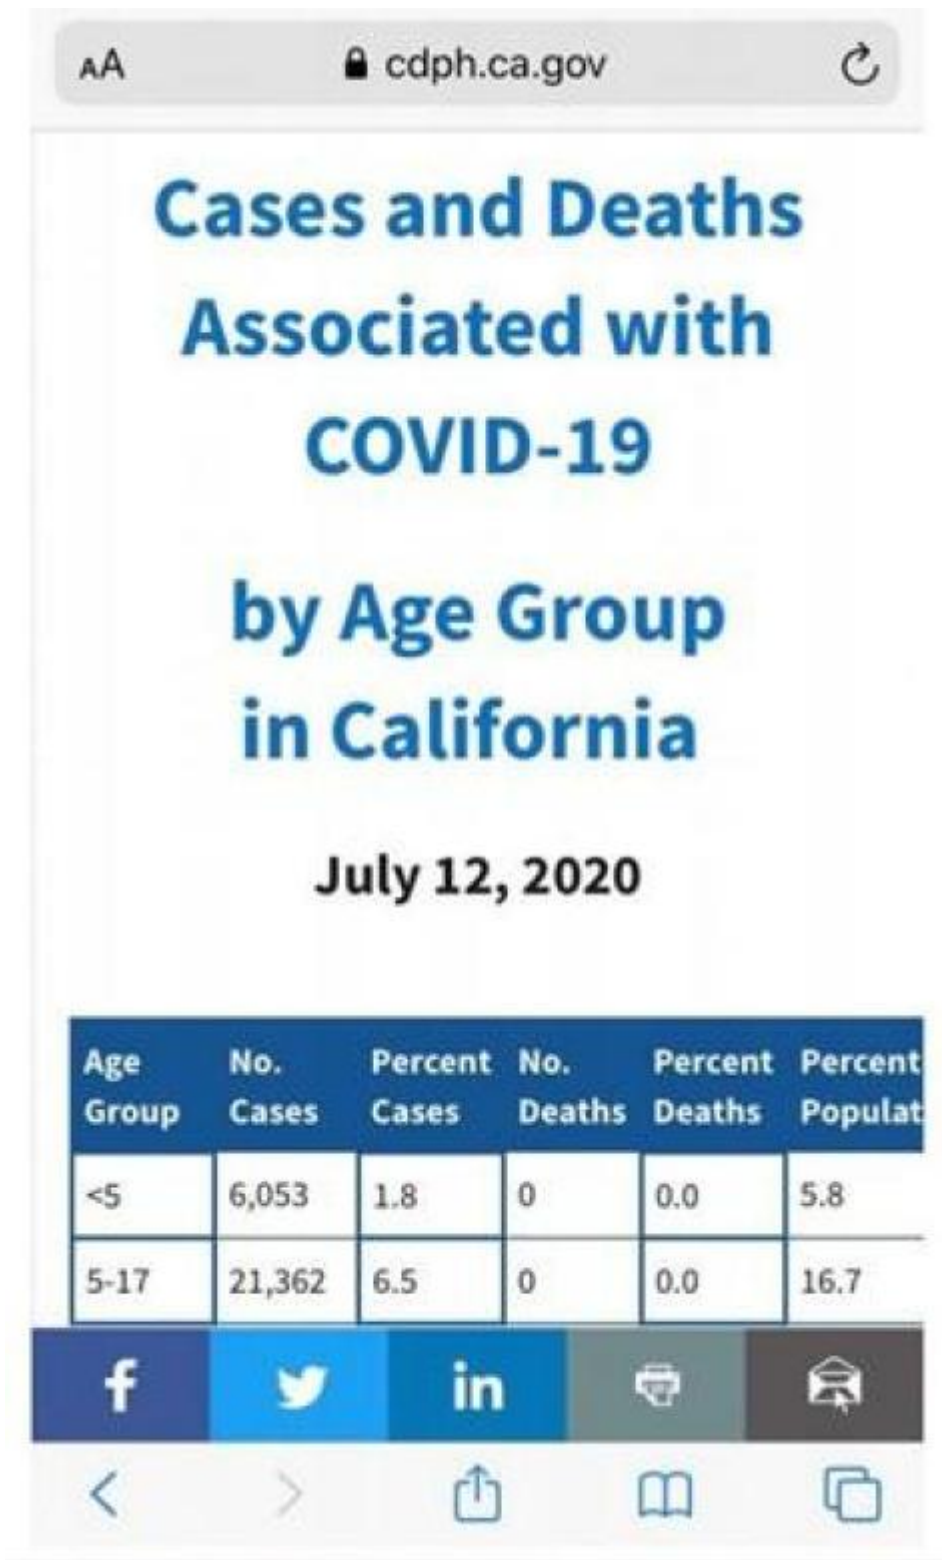 AA cdph.ca.gov
Cases and Deaths
Associated with
COVID-19
by Age Group
in California
July 12, 2020
Age Group No. Cases Percent Cases No. Deaths Percent Deaths Percent Populat
<5 6,053 1.8 0 0.0 5.8
5-17 21,362 6.5 0 0.0 16.7
f in